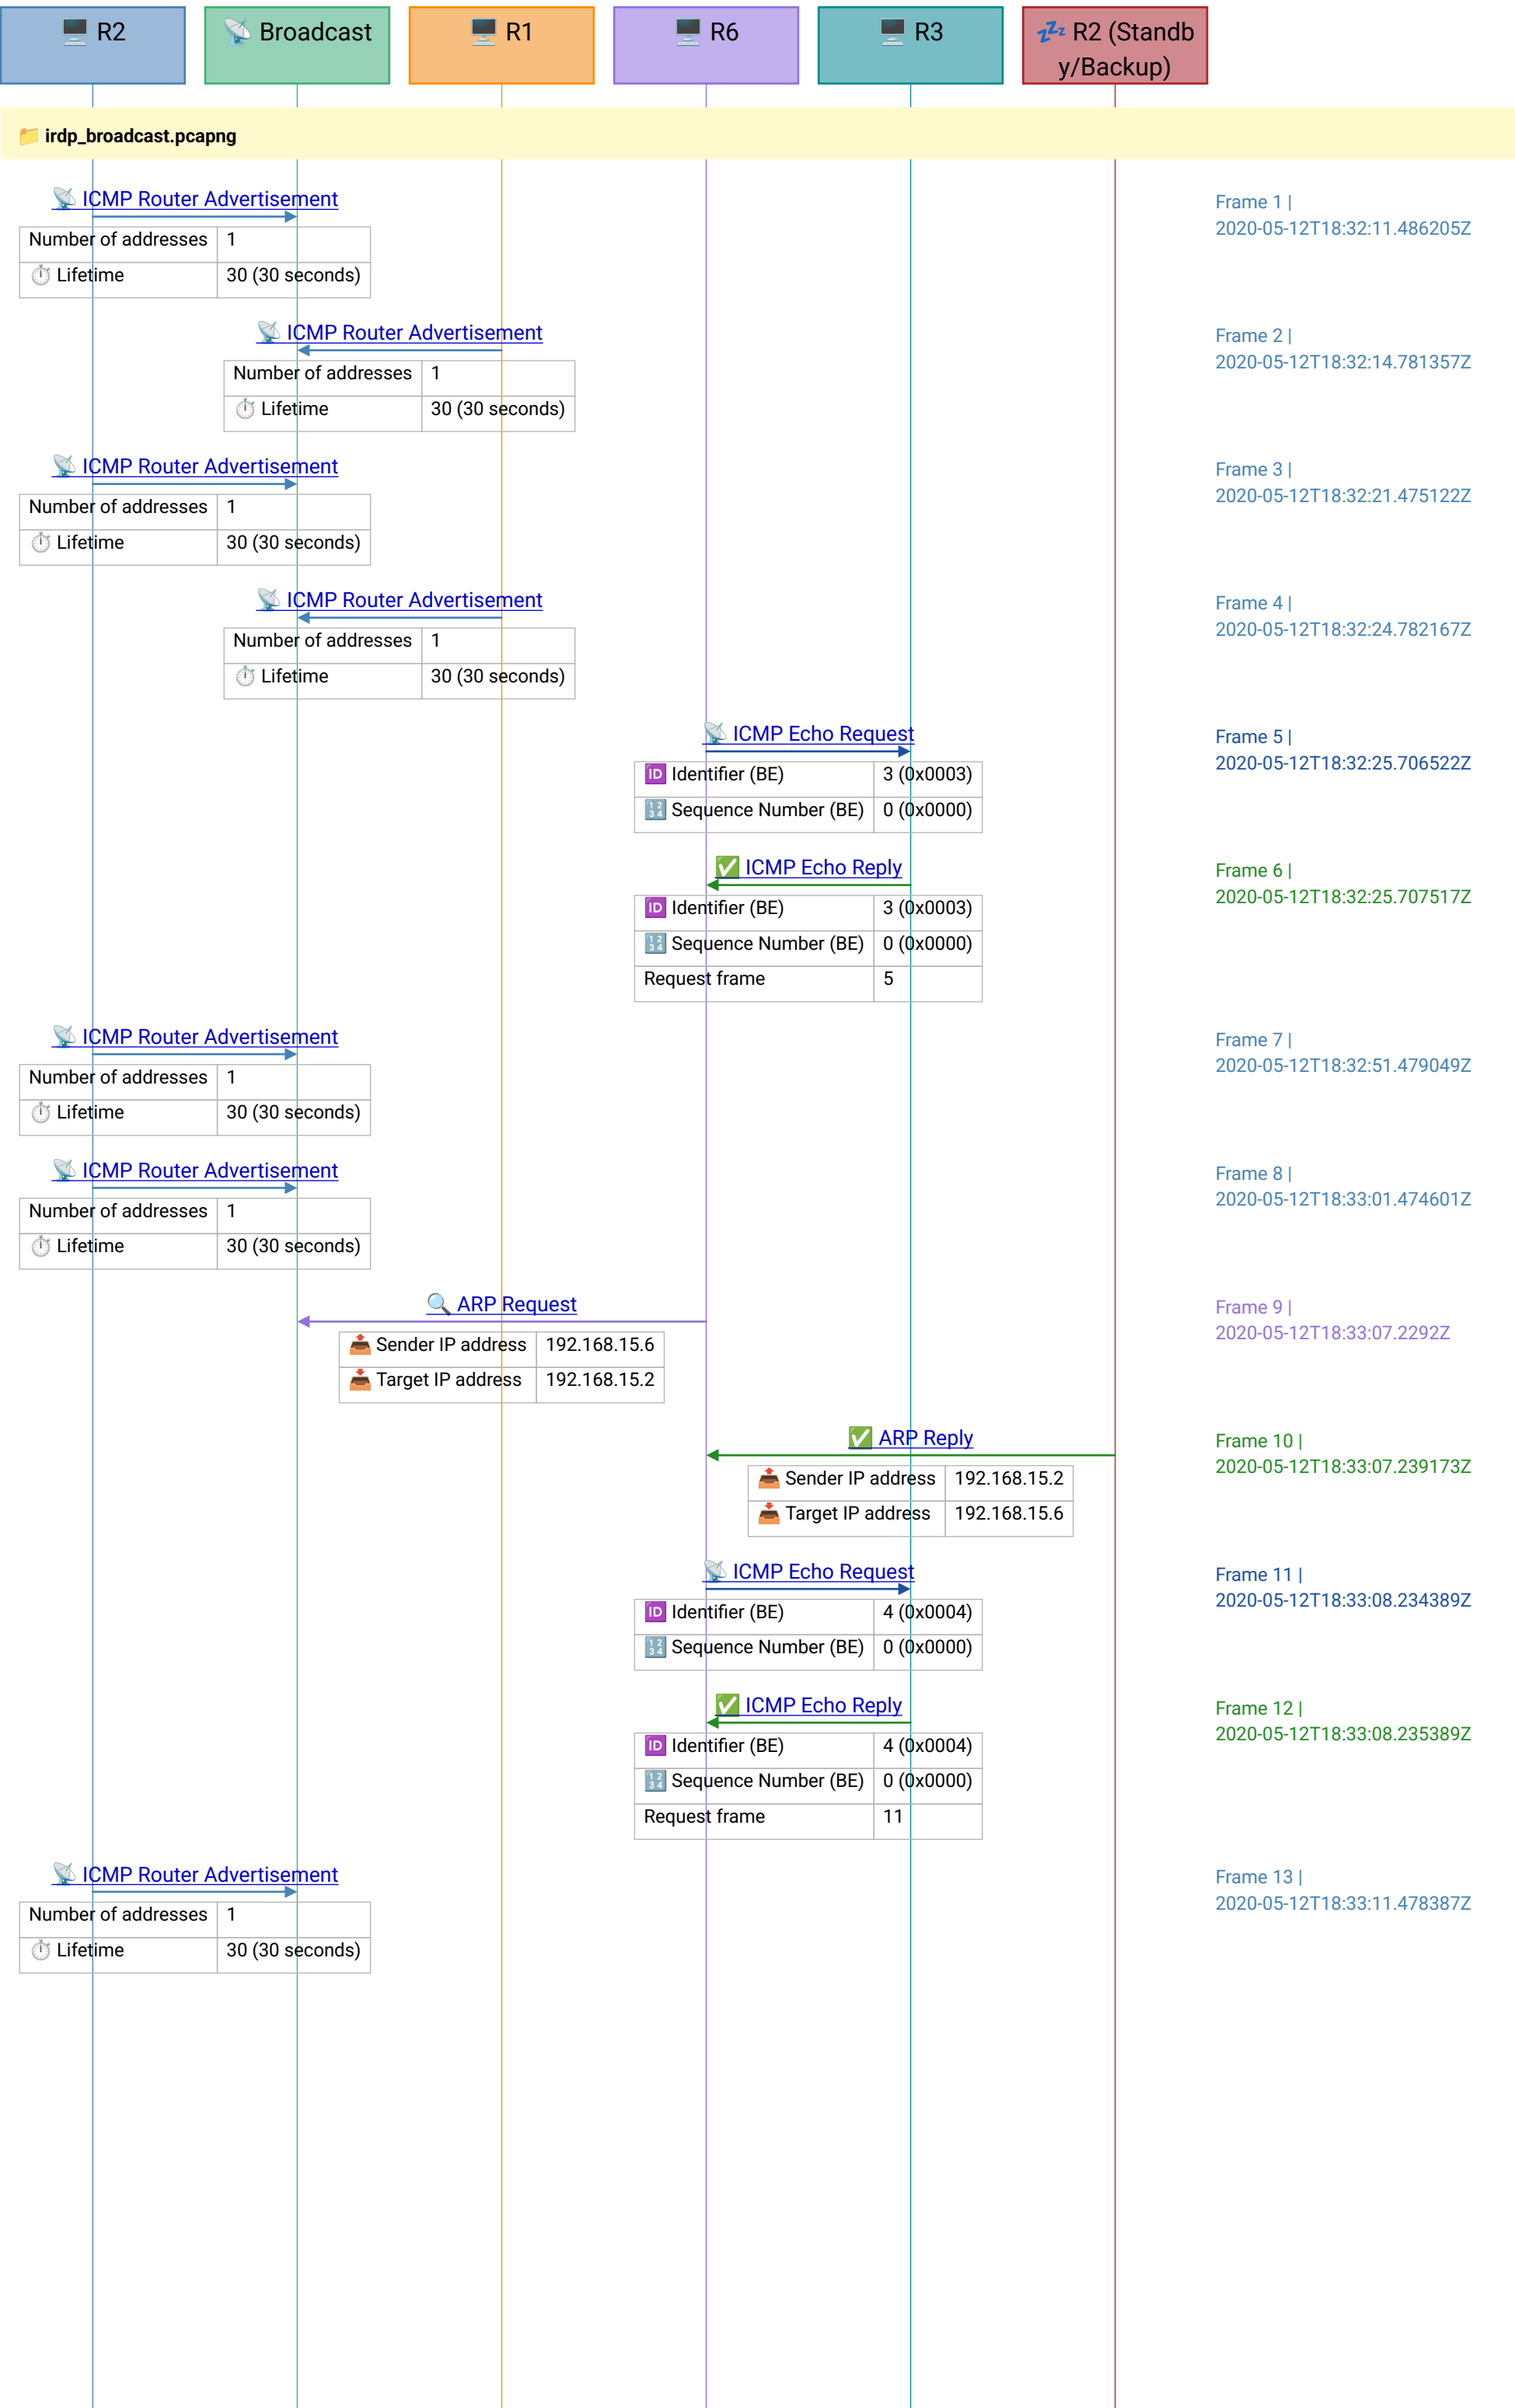 🖥️ R2
📡 Broadcast
🖥️ R1
🖥️ R6
🖥️ R3
💤 R2 (Standb
y/Backup)
📁 irdp_broadcast.pcapng
📡 ICMP Router Advertisement
Frame 1 |
2020-05-12T18:32:11.486205Z
Number of addresses 1
⏱️ Lifetime 30 (30 seconds)
📡 ICMP Router Advertisement
Frame 2 |
2020-05-12T18:32:14.781357Z
Number of addresses 1
⏱️ Lifetime 30 (30 seconds)
📡 ICMP Router Advertisement
Frame 3 |
2020-05-12T18:32:21.475122Z
Number of addresses 1
⏱️ Lifetime 30 (30 seconds)
📡 ICMP Router Advertisement
Frame 4 |
2020-05-12T18:32:24.782167Z
Number of addresses 1
⏱️ Lifetime 30 (30 seconds)
📡 ICMP Echo Request
Frame 5 |
2020-05-12T18:32:25.706522Z
🆔 Identifier (BE) 3 (0x0003)
🔢 Sequence Number (BE) 0 (0x0000)
✅ ICMP Echo Reply
Frame 6 |
2020-05-12T18:32:25.707517Z
🆔 Identifier (BE) 3 (0x0003)
🔢 Sequence Number (BE) 0 (0x0000)
Request frame 5
📡 ICMP Router Advertisement
Frame 7 |
2020-05-12T18:32:51.479049Z
Number of addresses 1
⏱️ Lifetime 30 (30 seconds)
📡 ICMP Router Advertisement
Frame 8 |
2020-05-12T18:33:01.474601Z
Number of addresses 1
⏱️ Lifetime 30 (30 seconds)
🔍 ARP Request
Frame 9 |
2020-05-12T18:33:07.2292Z
📤 Sender IP address 192.168.15.6
📥 Target IP address 192.168.15.2
✅ ARP Reply
Frame 10 |
2020-05-12T18:33:07.239173Z
📤 Sender IP address 192.168.15.2
📥 Target IP address 192.168.15.6
📡 ICMP Echo Request
Frame 11 |
2020-05-12T18:33:08.234389Z
🆔 Identifier (BE) 4 (0x0004)
🔢 Sequence Number (BE) 0 (0x0000)
✅ ICMP Echo Reply
Frame 12 |
2020-05-12T18:33:08.235389Z
🆔 Identifier (BE) 4 (0x0004)
🔢 Sequence Number (BE) 0 (0x0000)
Request frame 11
📡 ICMP Router Advertisement
Frame 13 |
2020-05-12T18:33:11.478387Z
Number of addresses 1
⏱️ Lifetime 30 (30 seconds)